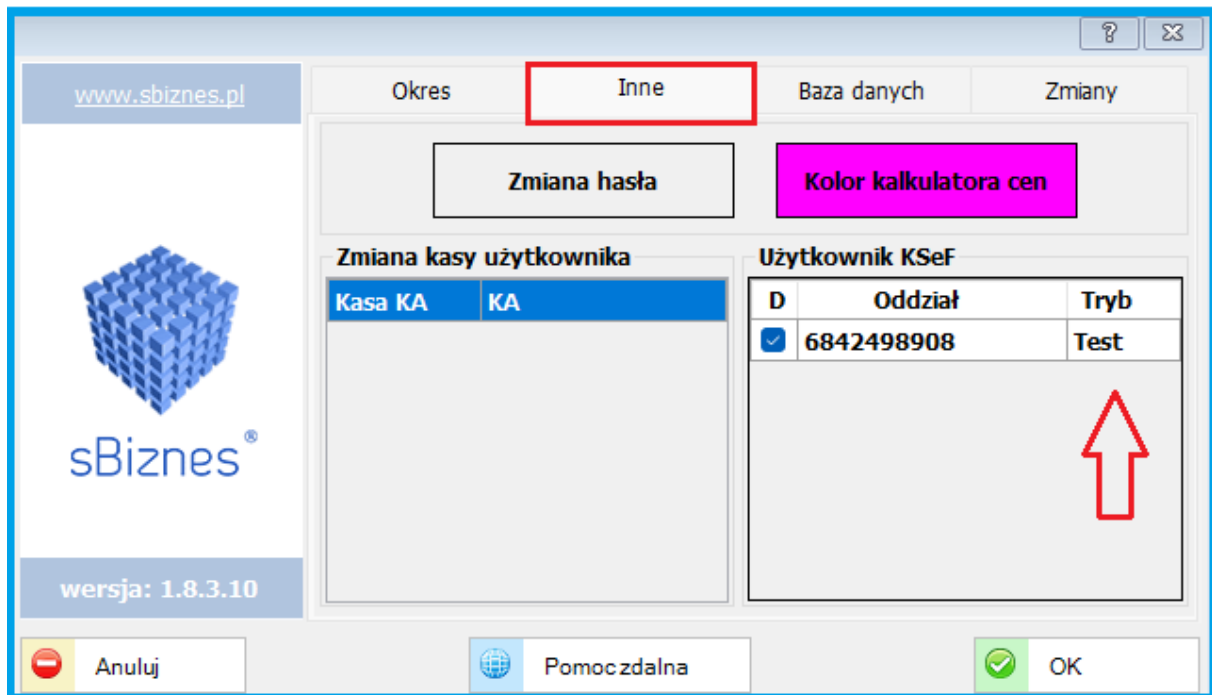 www.sbiznes.pl
Okres Inne Baza danych Zmiany
Zmiana hasła Kolor kalkulatora cen
Zmiana kasy użytkownika Użytkownik KSeF
Kasa KA KA D Oddział Tryb
6842498908 Test
sBiznes®
wersja: 1.8.3.10
Anuluj Pomoc zdalna OK